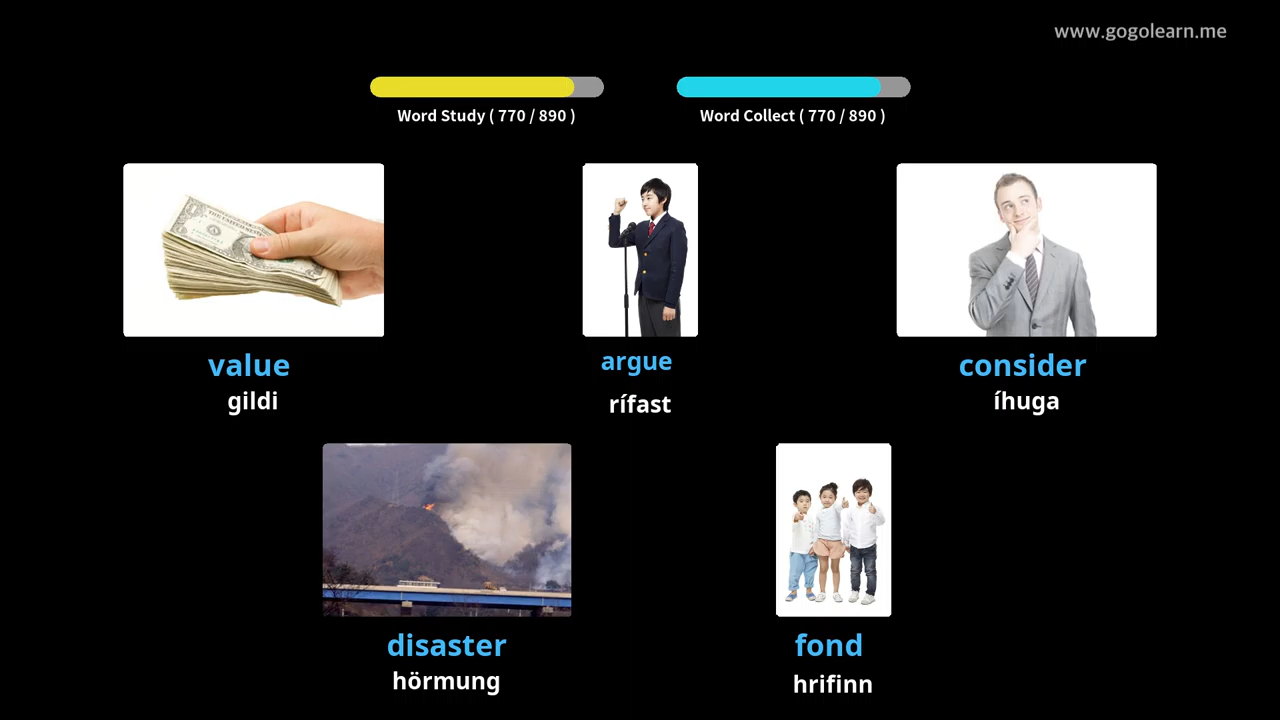 www.gogolearn.me
Word Study ( 770 / 890 )
Word Collect ( 770 / 890 )
value
gildi
argue
rífast
consider
íhuga
disaster
hörmung
fond
hrifinn